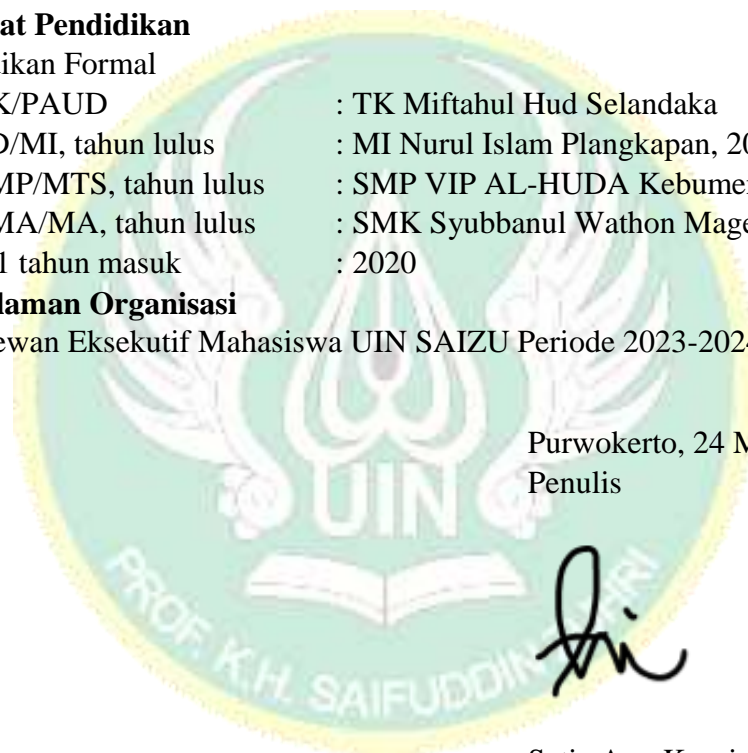 at Pendidikan
ikan Formal
K/PAUD : TK Miftahul Hud Selandaka
D/MI, tahun lulus : MI Nurul Islam Plangkapan, 20
MP/MTS, tahun lulus : SMP VIP AL-HUDA Kebumen
MA/MA, tahun lulus : SMK Syubbanul Wathon Mage
1 tahun masuk : 2020
laman Organisasi
ewan Eksekutif Mahasiswa UIN SAIZU Periode 2023-2024
Purwokerto, 24 M
Penulis
UIN
PROF. K.H. SAIFUDDIN ZUHRI